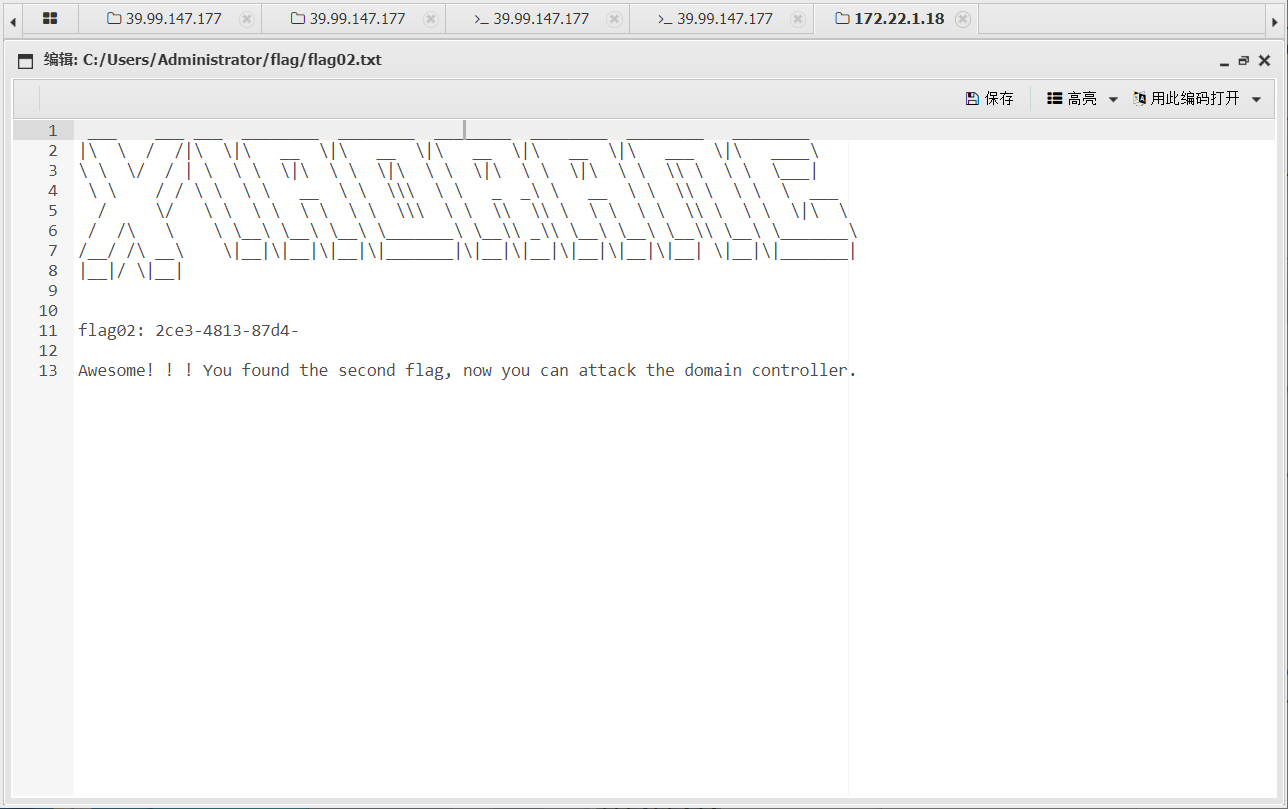 39.99.147.177 39.99.147.177 >_ 39.99.147.177 >_ 39.99.147.177 172.22.1.18
编辑: C:/Users/Administrator/flag/flag02.txt
保存 高亮 用此编码打开
1
2
3
4
5
6
7
8
9
10
11 flag02: 2ce3-4813-87d4-
12
13 Awesome! ! ! You found the second flag, now you can attack the domain controller.